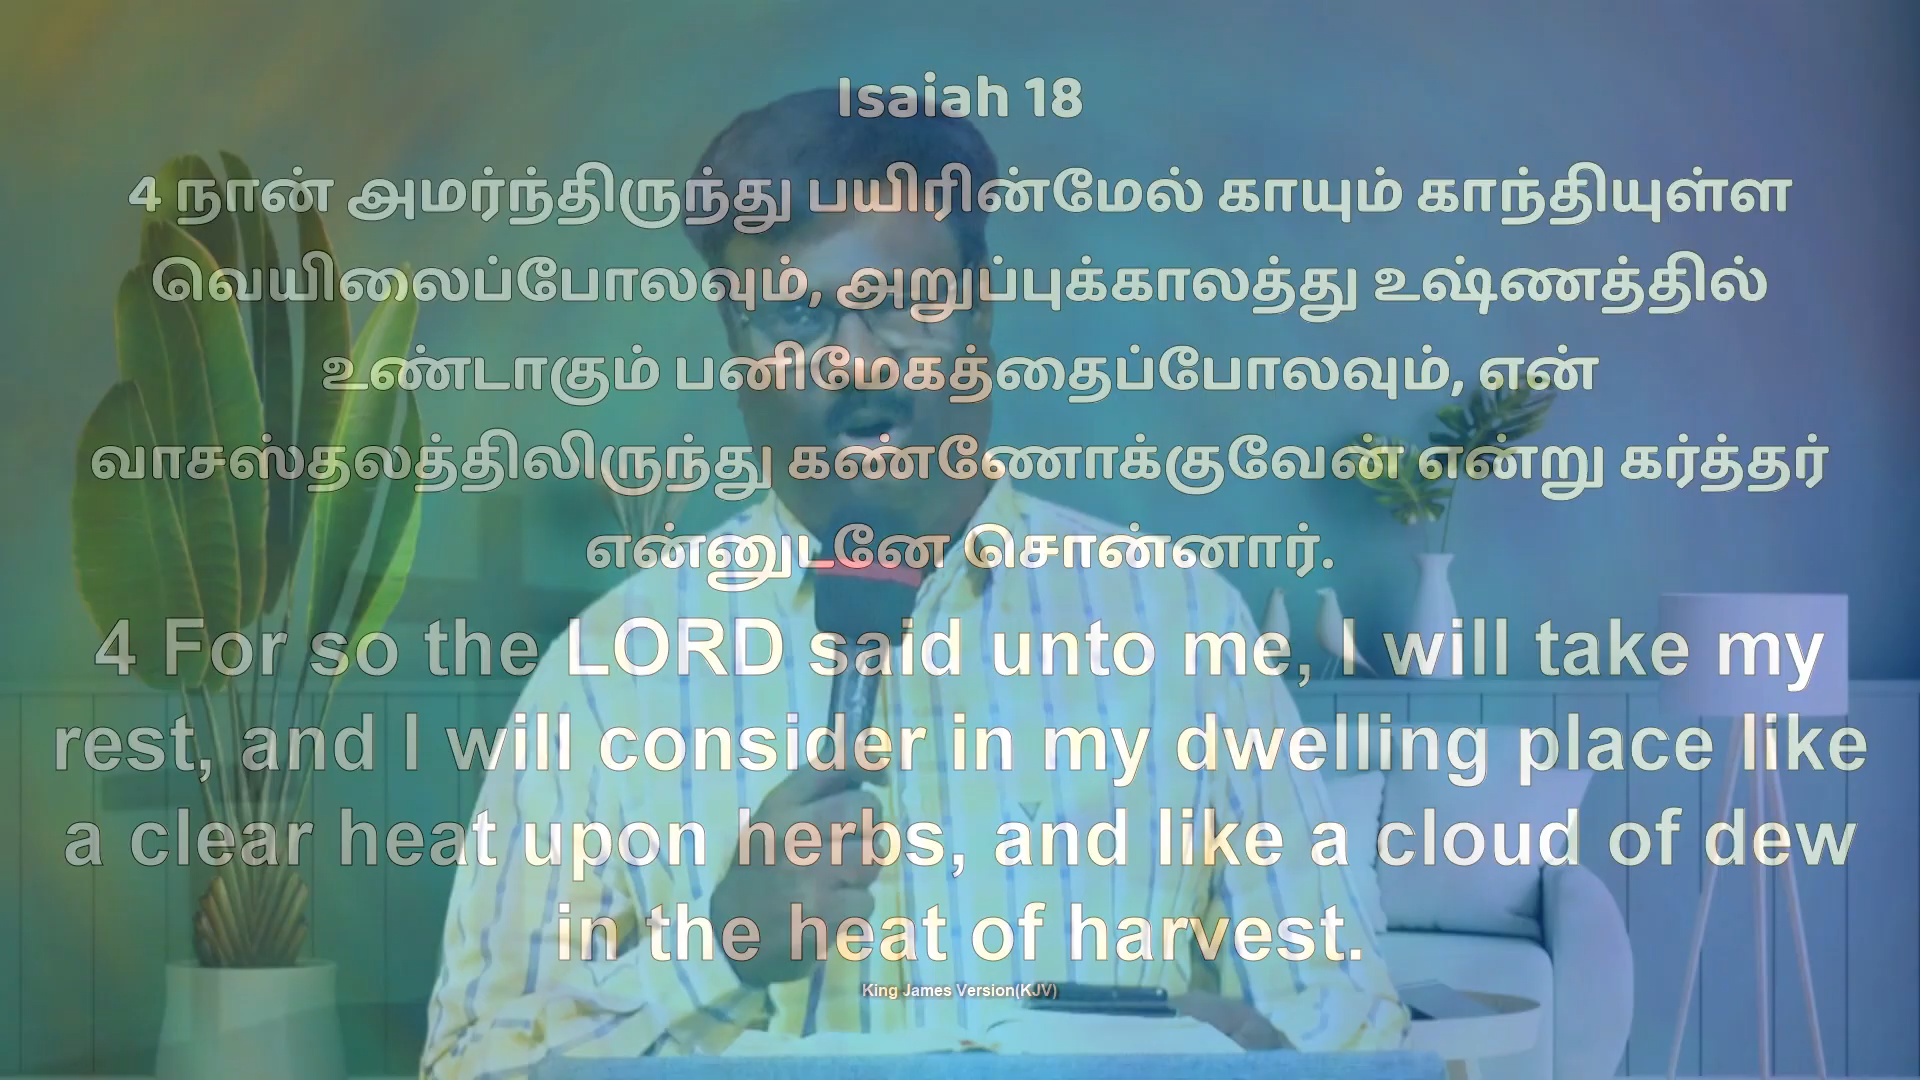 Isaiah 18
4 நான் அமர்ந்திருந்து பயிரின்மேல் காயும் காந்தியுள்ள
வெயிலைப்போலவும், அறுப்புக்காலத்து உஷ்ணத்தில்
உண்டாகும் பனிமேகத்தைப்போலவும், என்
வாசஸ்தலத்திலிருந்து கண்ணோக்குவேன் என்று கர்த்தர்
என்னுடனே சொன்னார்.
4 For so the LORD said unto me, I will take my
rest, and I will consider in my dwelling place like
a clear heat upon herbs, and like a cloud of dew
in the heat of harvest.
King James Version(KJV)